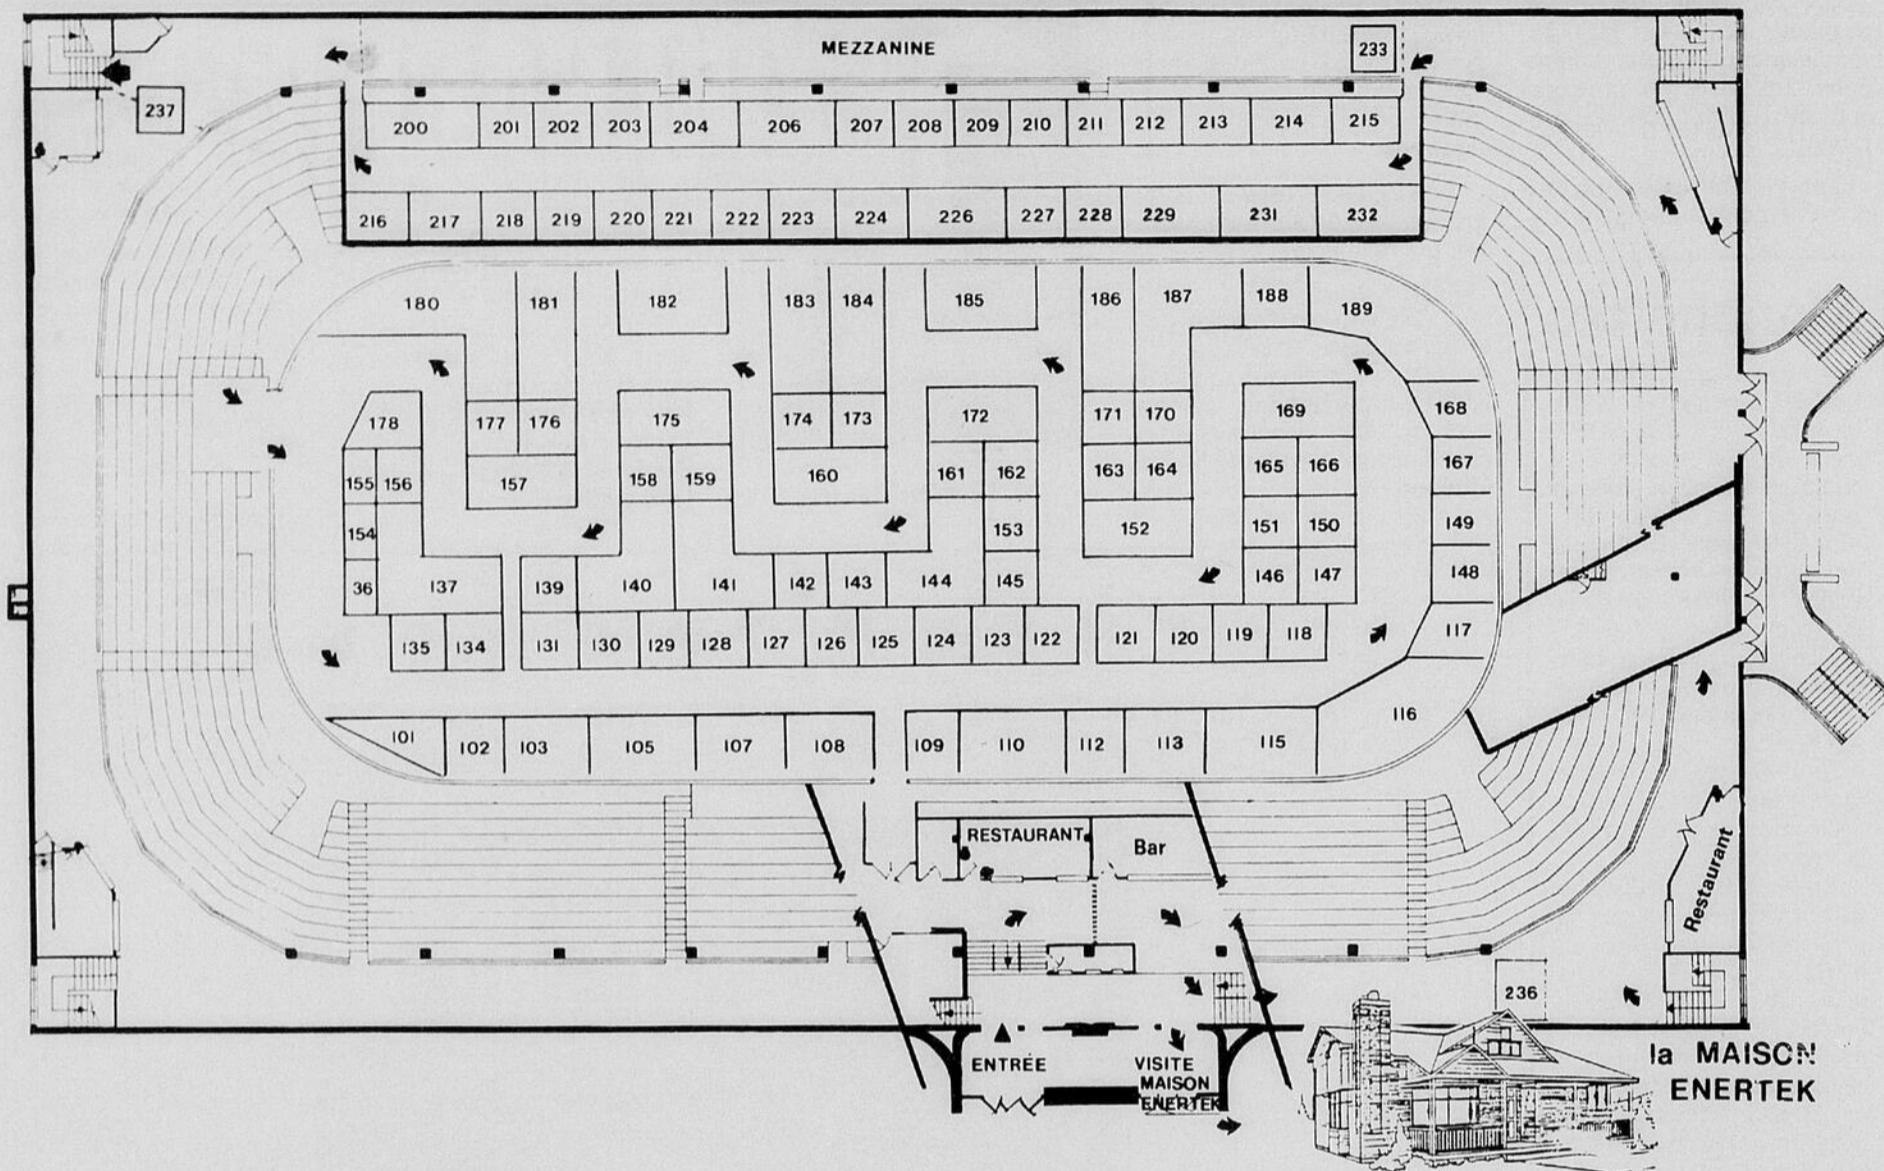 MEZZANINE
233
237
200 201 202 203 204 206 207 208 209 210 211 212 213 214 215
216 217 218 219 220 221 222 223 224 226 227 228 229 231 232
180 181 182 183 184 185 186 187 188 189
178 177 176 175 174 173 172 171 170 169 168
155 156 157 158 159 160 161 162 163 164 165 166 167
154 153 152 151 150 149
36 137 139 140 141 142 143 144 145 146 147 148
135 134 131 130 129 128 127 126 125 124 123 122 121 120 119 118 117
116
101 102 103 105 107 108 109 110 112 113 115
RESTAURANT
Bar
Restaurant
236
ENTRÉE
VISITE
MAISON
ENERTEK
la MAISON
ENERTEK